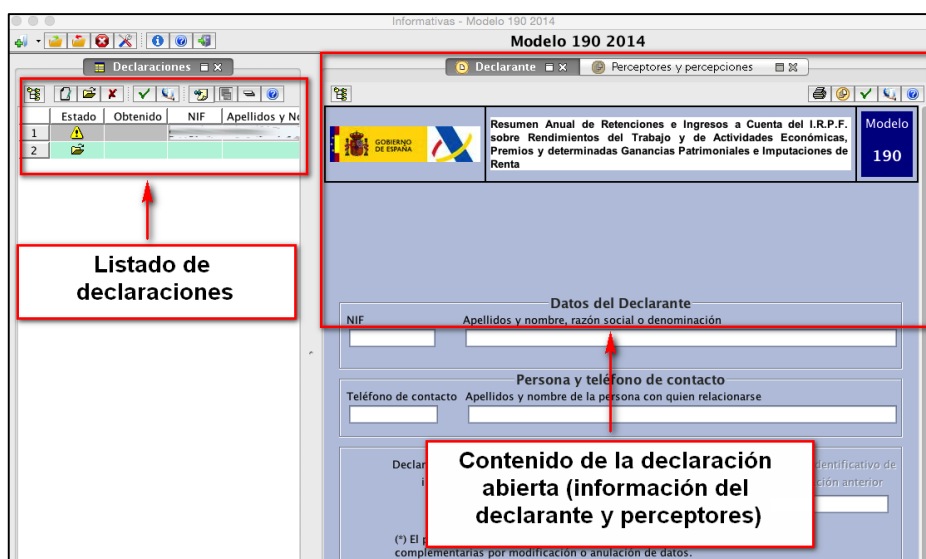 Informativas - Modelo 190 2014
Modelo 190 2014
Declaraciones
Declarante
Perceptores y percepciones
Estado Obtenido NIF Apellidos y No
1
2
GOBIERNO
DE ESPAÑA
Resumen Anual de Retenciones e Ingresos a Cuenta del I.R.P.F.
sobre Rendimientos del Trabajo y de Actividades Económicas,
Premios y determinadas Ganancias Patrimoniales e Imputaciones de
Renta
Modelo
190
Listado de
declaraciones
Datos del Declarante
NIF Apellidos y nombre, razón social o denominación
Persona y teléfono de contacto
Teléfono de contacto Apellidos y nombre de la persona con quien relacionarse
Contenido de la declaración
abierta (información del
declarante y perceptores)
Declar
dentificativo de
ción anterior
(*) El p
complementarias por modificación o anulación de datos.